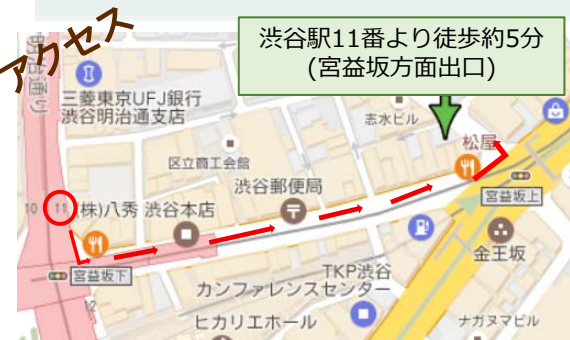 アクセス
渋谷駅11番より徒歩約5分
(宮益坂方面出口)
明治通り
三菱東京UFJ銀行
渋谷明治通支店
志水ビル
松屋
区立商工会館
渋谷郵便局
宮益坂上
10
11
(株)八秀 渋谷本店
金王坂
宮益坂下
TKP渋谷
カンファレンスセンター
12
ヒカリエホール
ナガヌマビル